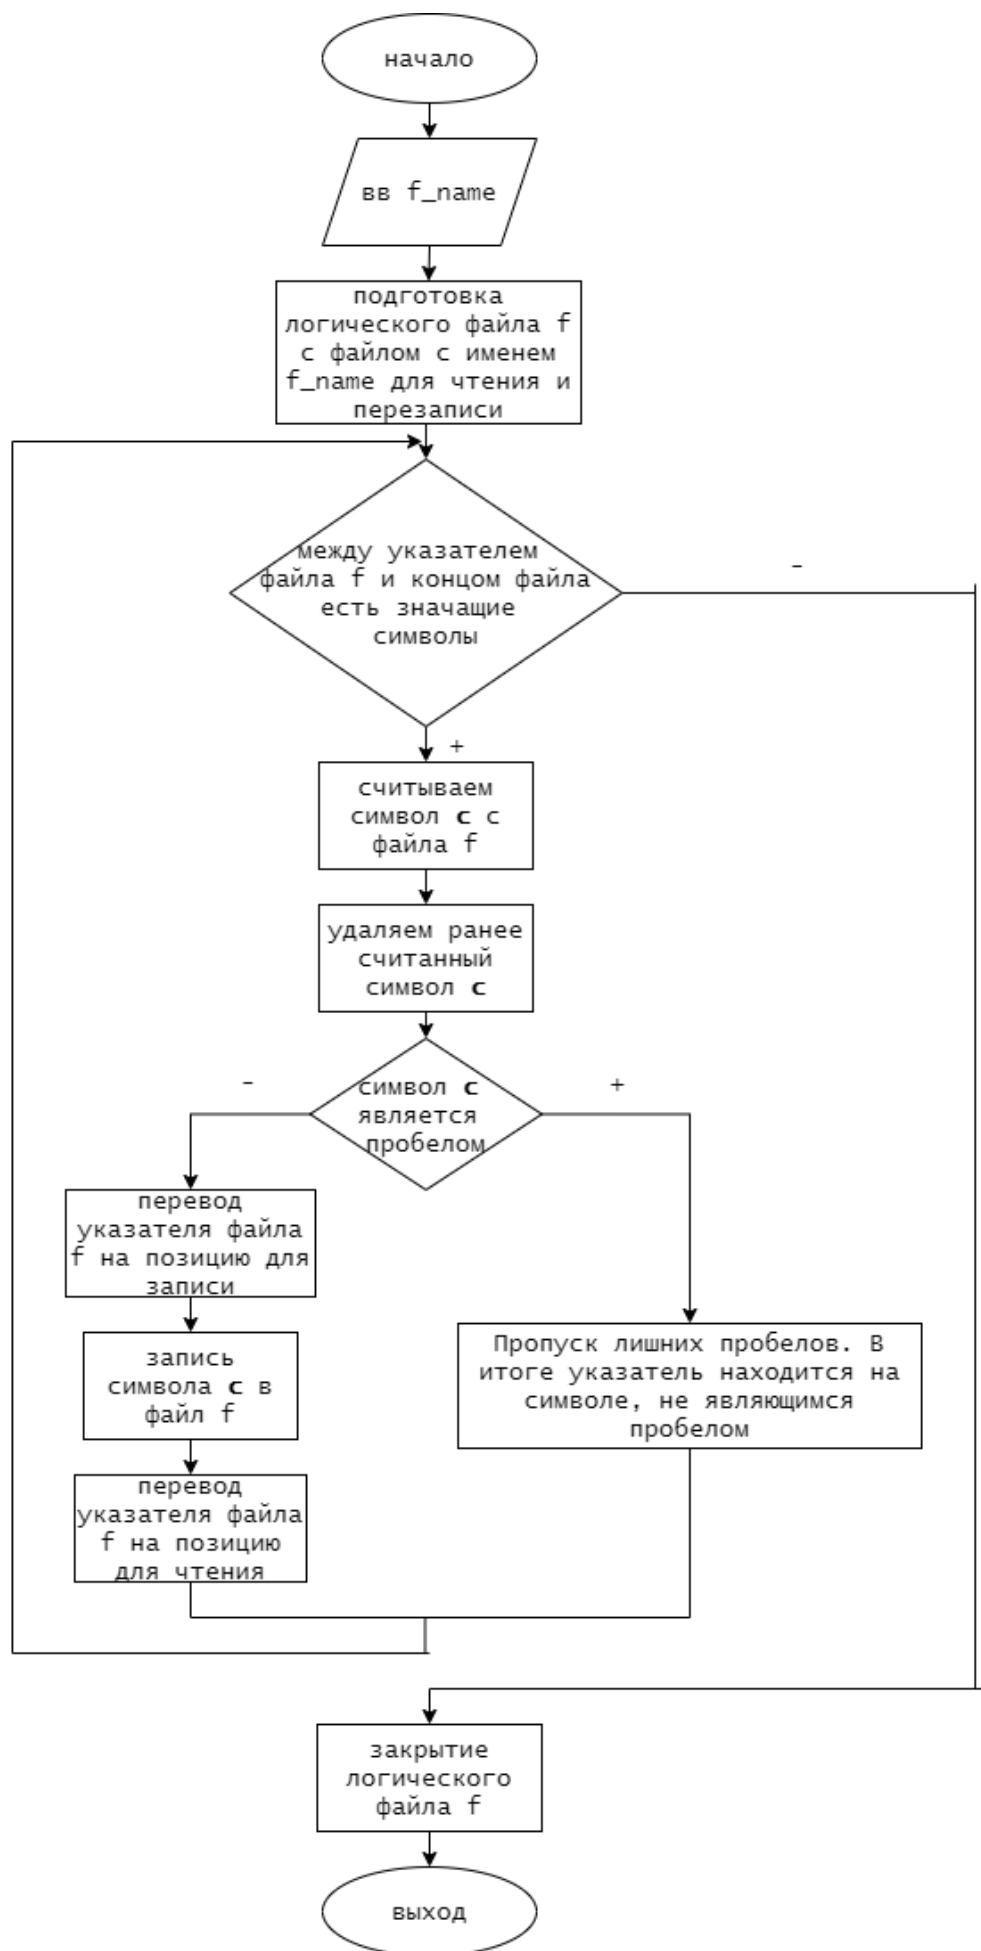 начало
вв f_name
подготовка
логического файла f
с файлом с именем
f_name для чтения и
перезаписи
между указателем
файла f и концом файла
есть значащие
символы
-
+
считываем
символ с с
файла f
удаляем ранее
считанный
символ с
символ с
является
пробелом
-
+
перевод
указателя файла
f на позицию для
записи
запись
символа с в
файл f
перевод
указателя файла
f на позицию
для чтения
Пропуск лишних пробелов. В
итоге указатель находится на
символе, не являющимся
пробелом
закрытие
логического
файла f
выход